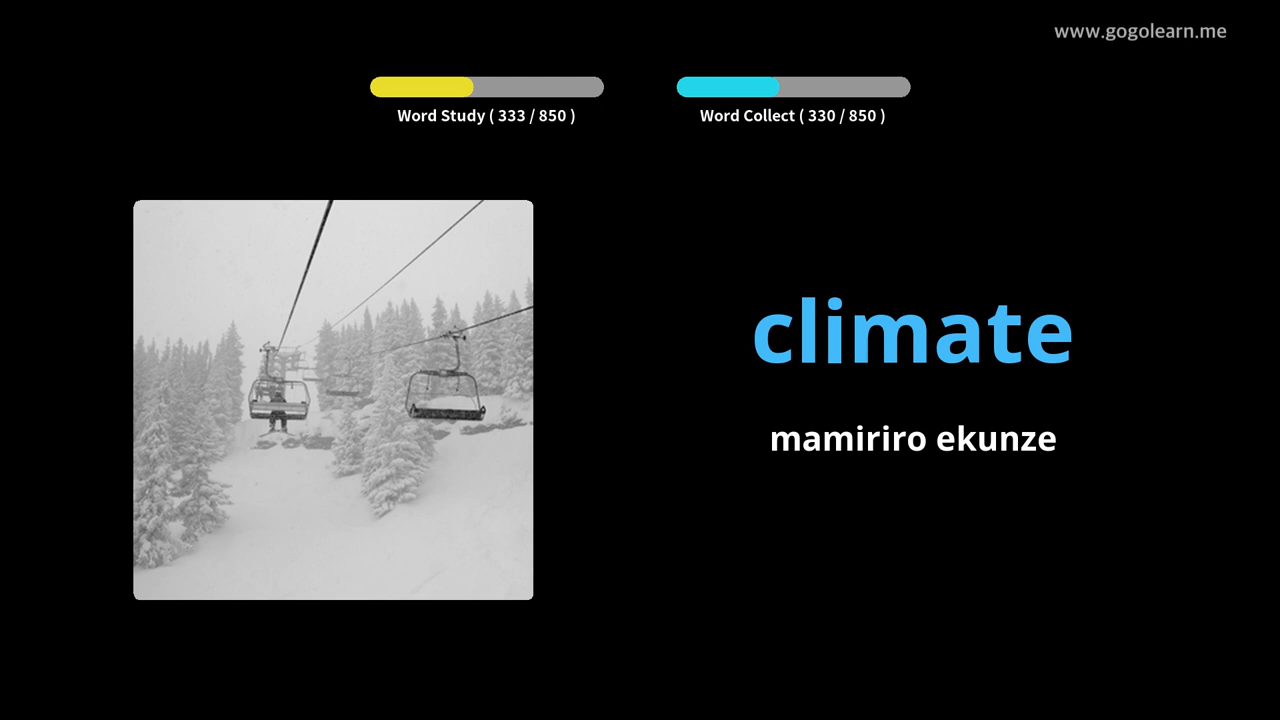 www.gogolearn.me
Word Study ( 333 / 850 )
Word Collect ( 330 / 850 )
climate
mamiriro ekunze